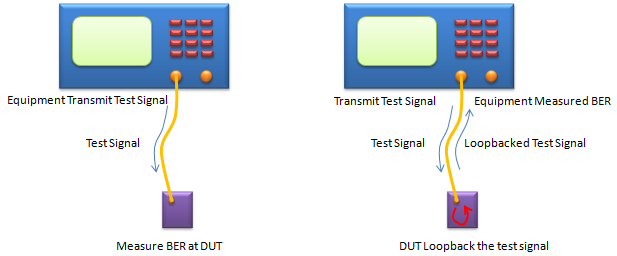 Equipment Transmit Test Signal
Test Signal
Measure BER at DUT
Transmit Test Signal
Equipment Measured BER
Test Signal
Loopbacked Test Signal
DUT Loopback the test signal